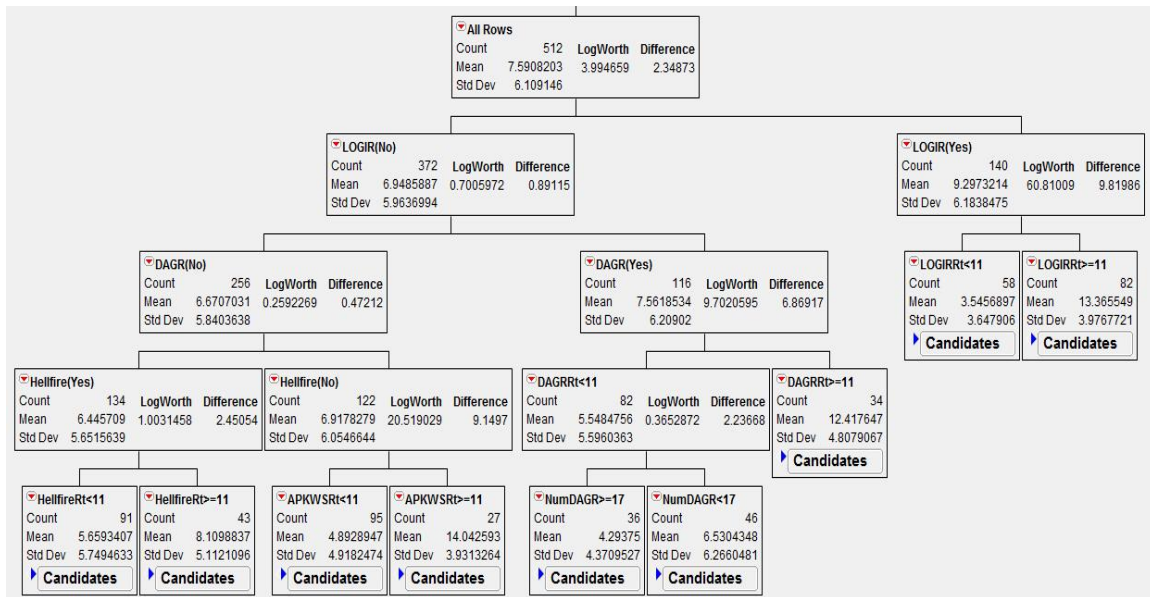 All Rows
Count 512 LogWorth Difference
Mean 7.5908203 3.994659 2.34873
Std Dev 6.109146
LOGIR(No)
Count 372 LogWorth Difference
Mean 6.9485887 0.7005972 0.89115
Std Dev 5.9636994
LOGIR(Yes)
Count 140 LogWorth Difference
Mean 9.2973214 60.81009 9.81986
Std Dev 6.1838475
DAGR(No)
Count 256 LogWorth Difference
Mean 6.6707031 0.2592269 0.47212
Std Dev 5.8403638
DAGR(Yes)
Count 116 LogWorth Difference
Mean 7.5618534 9.7020595 6.86917
Std Dev 6.20902
LOGIRRt<11
Count 58
Mean 3.5456897
Std Dev 3.647906
Candidates
LOGIRRt>=11
Count 82
Mean 13.365549
Std Dev 3.9767721
Candidates
Hellfire(Yes)
Count 134 LogWorth Difference
Mean 6.445709 1.0031458 2.45054
Std Dev 5.6515639
Hellfire(No)
Count 122 LogWorth Difference
Mean 6.9178279 20.519029 9.1497
Std Dev 6.0546644
DAGRRt<11
Count 82 LogWorth Difference
Mean 5.5484756 0.3652872 2.23668
Std Dev 5.5960363
DAGRRt>=11
Count 34
Mean 12.417647
Std Dev 4.8079067
Candidates
HellfireRt<11
Count 91
Mean 5.6593407
Std Dev 5.7494633
Candidates
HellfireRt>=11
Count 43
Mean 8.1098837
Std Dev 5.1121096
Candidates
APKWSRt<11
Count 95
Mean 4.8928947
Std Dev 4.9182474
Candidates
APKWSRt>=11
Count 27
Mean 14.042593
Std Dev 3.9313264
Candidates
NumDAGR>=17
Count 36
Mean 4.29375
Std Dev 4.3709527
Candidates
NumDAGR<17
Count 46
Mean 6.5304348
Std Dev 6.2660481
Candidates